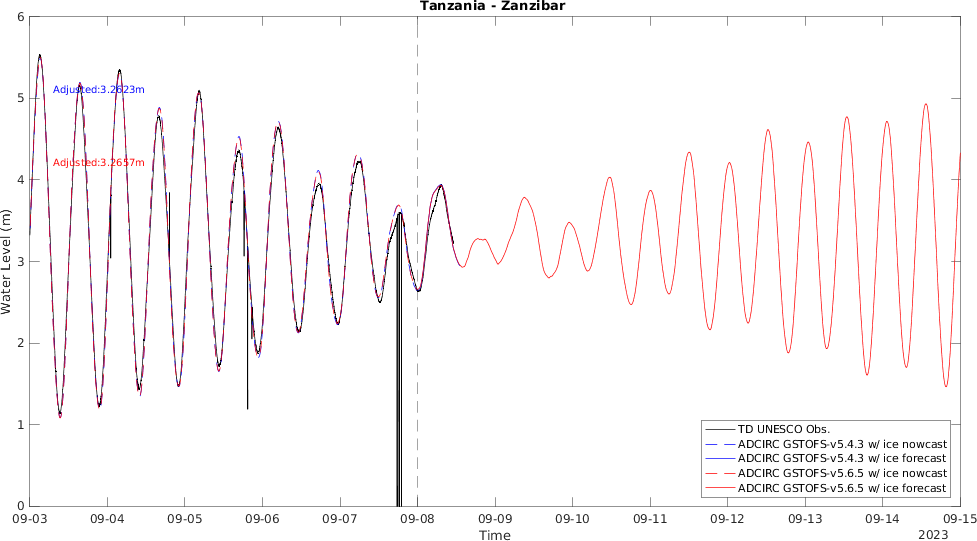 Tanzania - Zanzibar
6
5
4
3
2
1
0
Water Level (m)
Adjusted:3.2623m
Adjusted:3.2657m
TD UNESCO Obs.
ADCIRC GSTOFS-v5.4.3 w/ ice nowcast
ADCIRC GSTOFS-v5.4.3 w/ ice forecast
ADCIRC GSTOFS-v5.6.5 w/ ice nowcast
ADCIRC GSTOFS-v5.6.5 w/ ice forecast
09-03 09-04 09-05 09-06 09-07 09-08 09-09 09-10 09-11 09-12 09-13 09-14 09-15
Time
2023